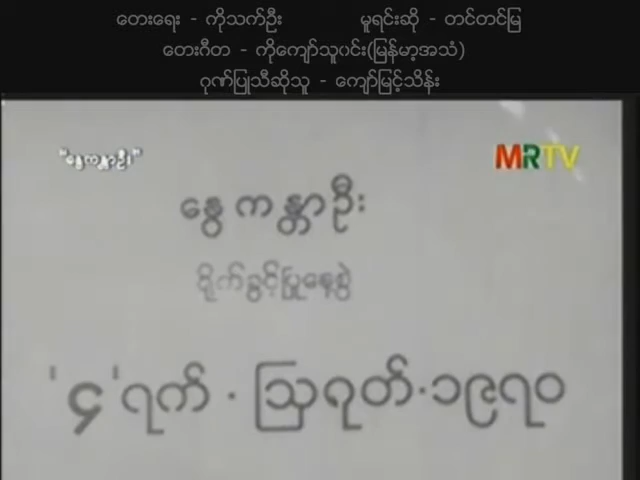 တေးရေး - ကိုသက်ဦး မူရင်းဆို - တင်တင်မြ
တေးဂီတ - ကိုကျော်သူပင်း(မြန်မာ့အသံ)
ဂုဏ်ပြုသီဆိုသူ - ကျော်မြင့်သိန်း
"နွေကန္တာဦး"
MRTV
နွေကန္တာဦး
ရိုက်ခွင့်ပြုနေ့စွဲ
'၄'ရက် . ဩဂုတ်.၁၉၇၀